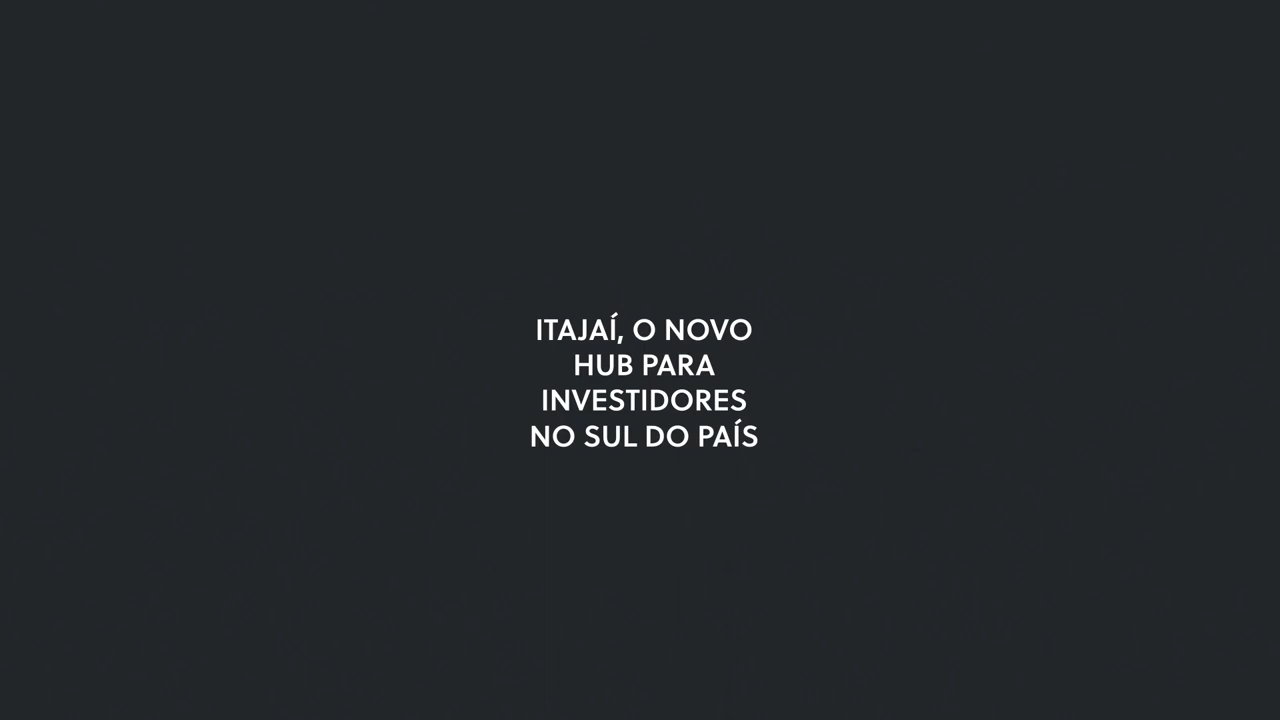 ITAJAÍ, O NOVO
HUB PARA
INVESTIDORES
NO SUL DO PAÍS